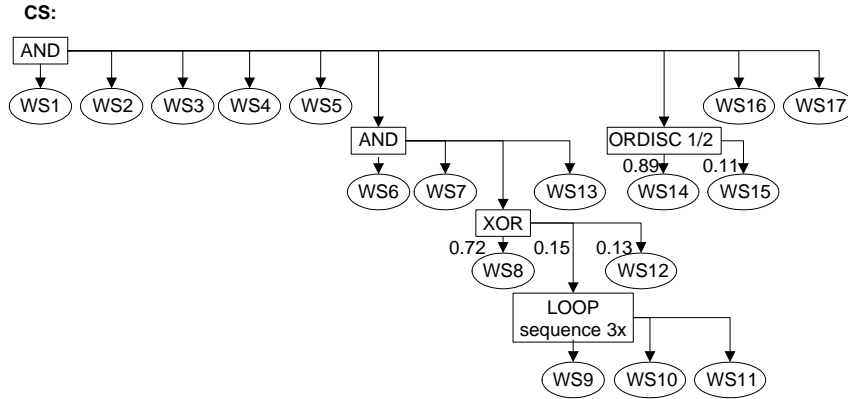 CS:
AND
WS1 WS2 WS3 WS4 WS5 WS16 WS17
AND ORDISC 1/2
0.89 0.11
WS6 WS7 WS13 WS14 WS15
XOR
0.72 0.15 0.13
WS8 WS12
LOOP
sequence 3x
WS9 WS10 WS11